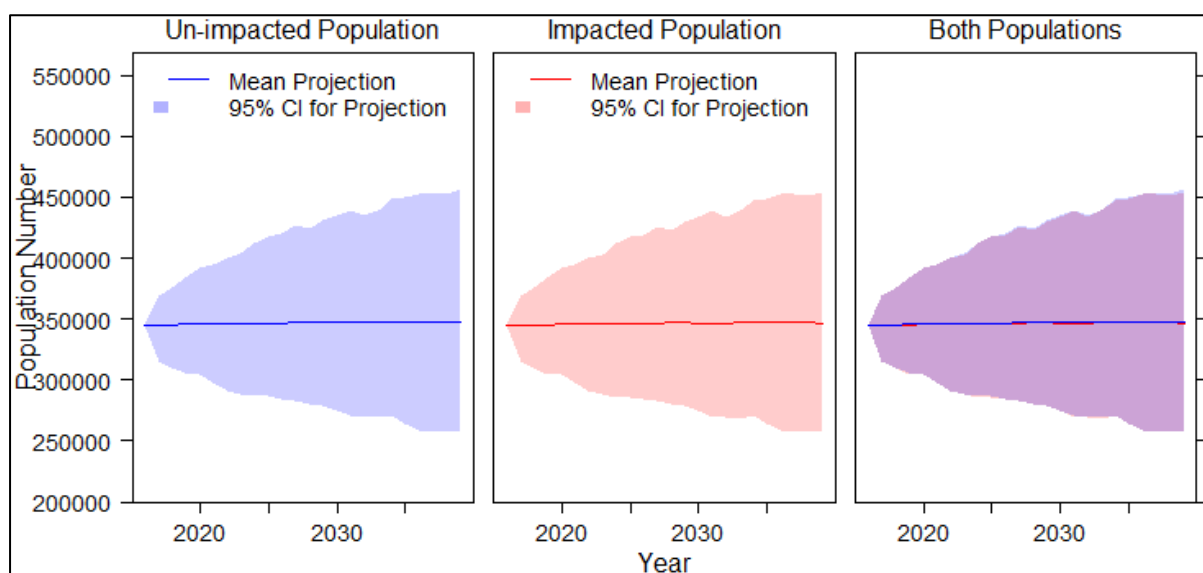 Un-impacted Population
Impacted Population
Both Populations
Mean Projection
95% CI for Projection
Mean Projection
95% CI for Projection
Population Number
550000
500000
450000
400000
350000
300000
250000
200000
2020
2030
2020
2030
2020
2030
Year